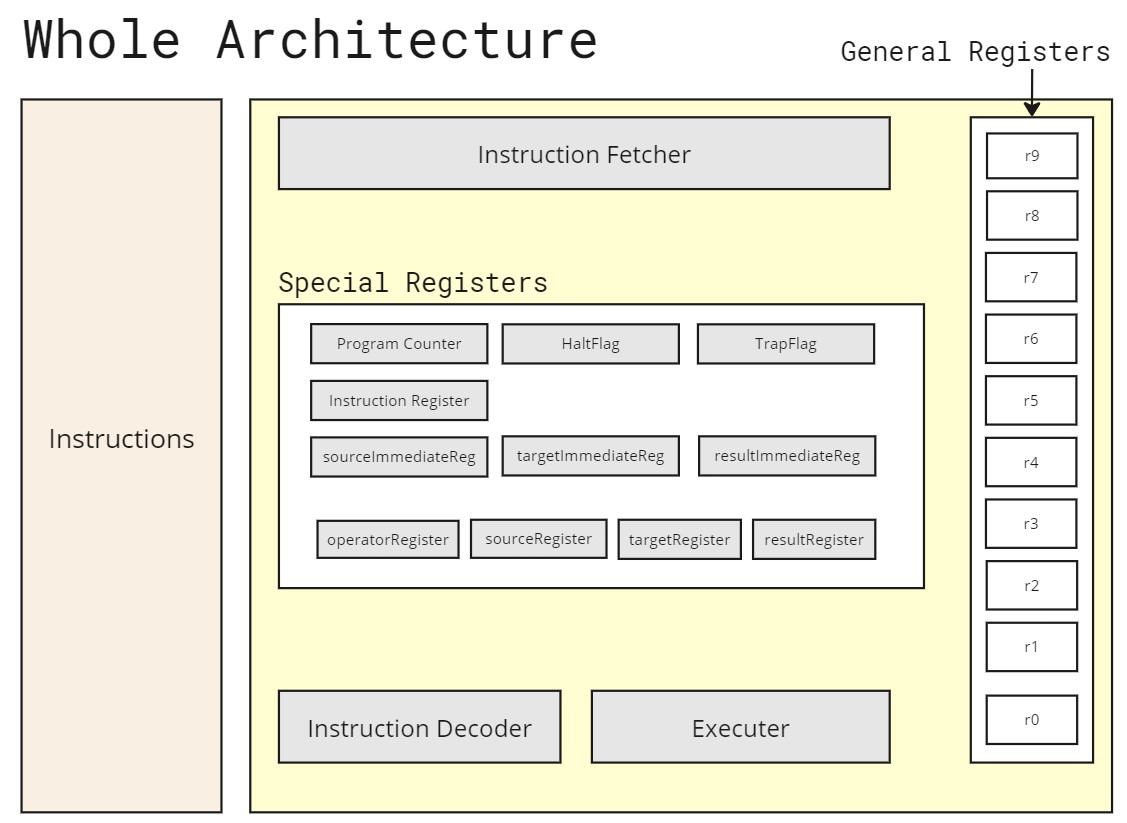 Whole Architecture
General Registers
Instructions
Instruction Fetcher
Special Registers
Program Counter
HaltFlag
TrapFlag
Instruction Register
sourceImmediateReg
targetImmediateReg
resultImmediateReg
operatorRegister
sourceRegister
targetRegister
resultRegister
Instruction Decoder
Executer
r9
r8
r7
r6
r5
r4
r3
r2
r1
r0